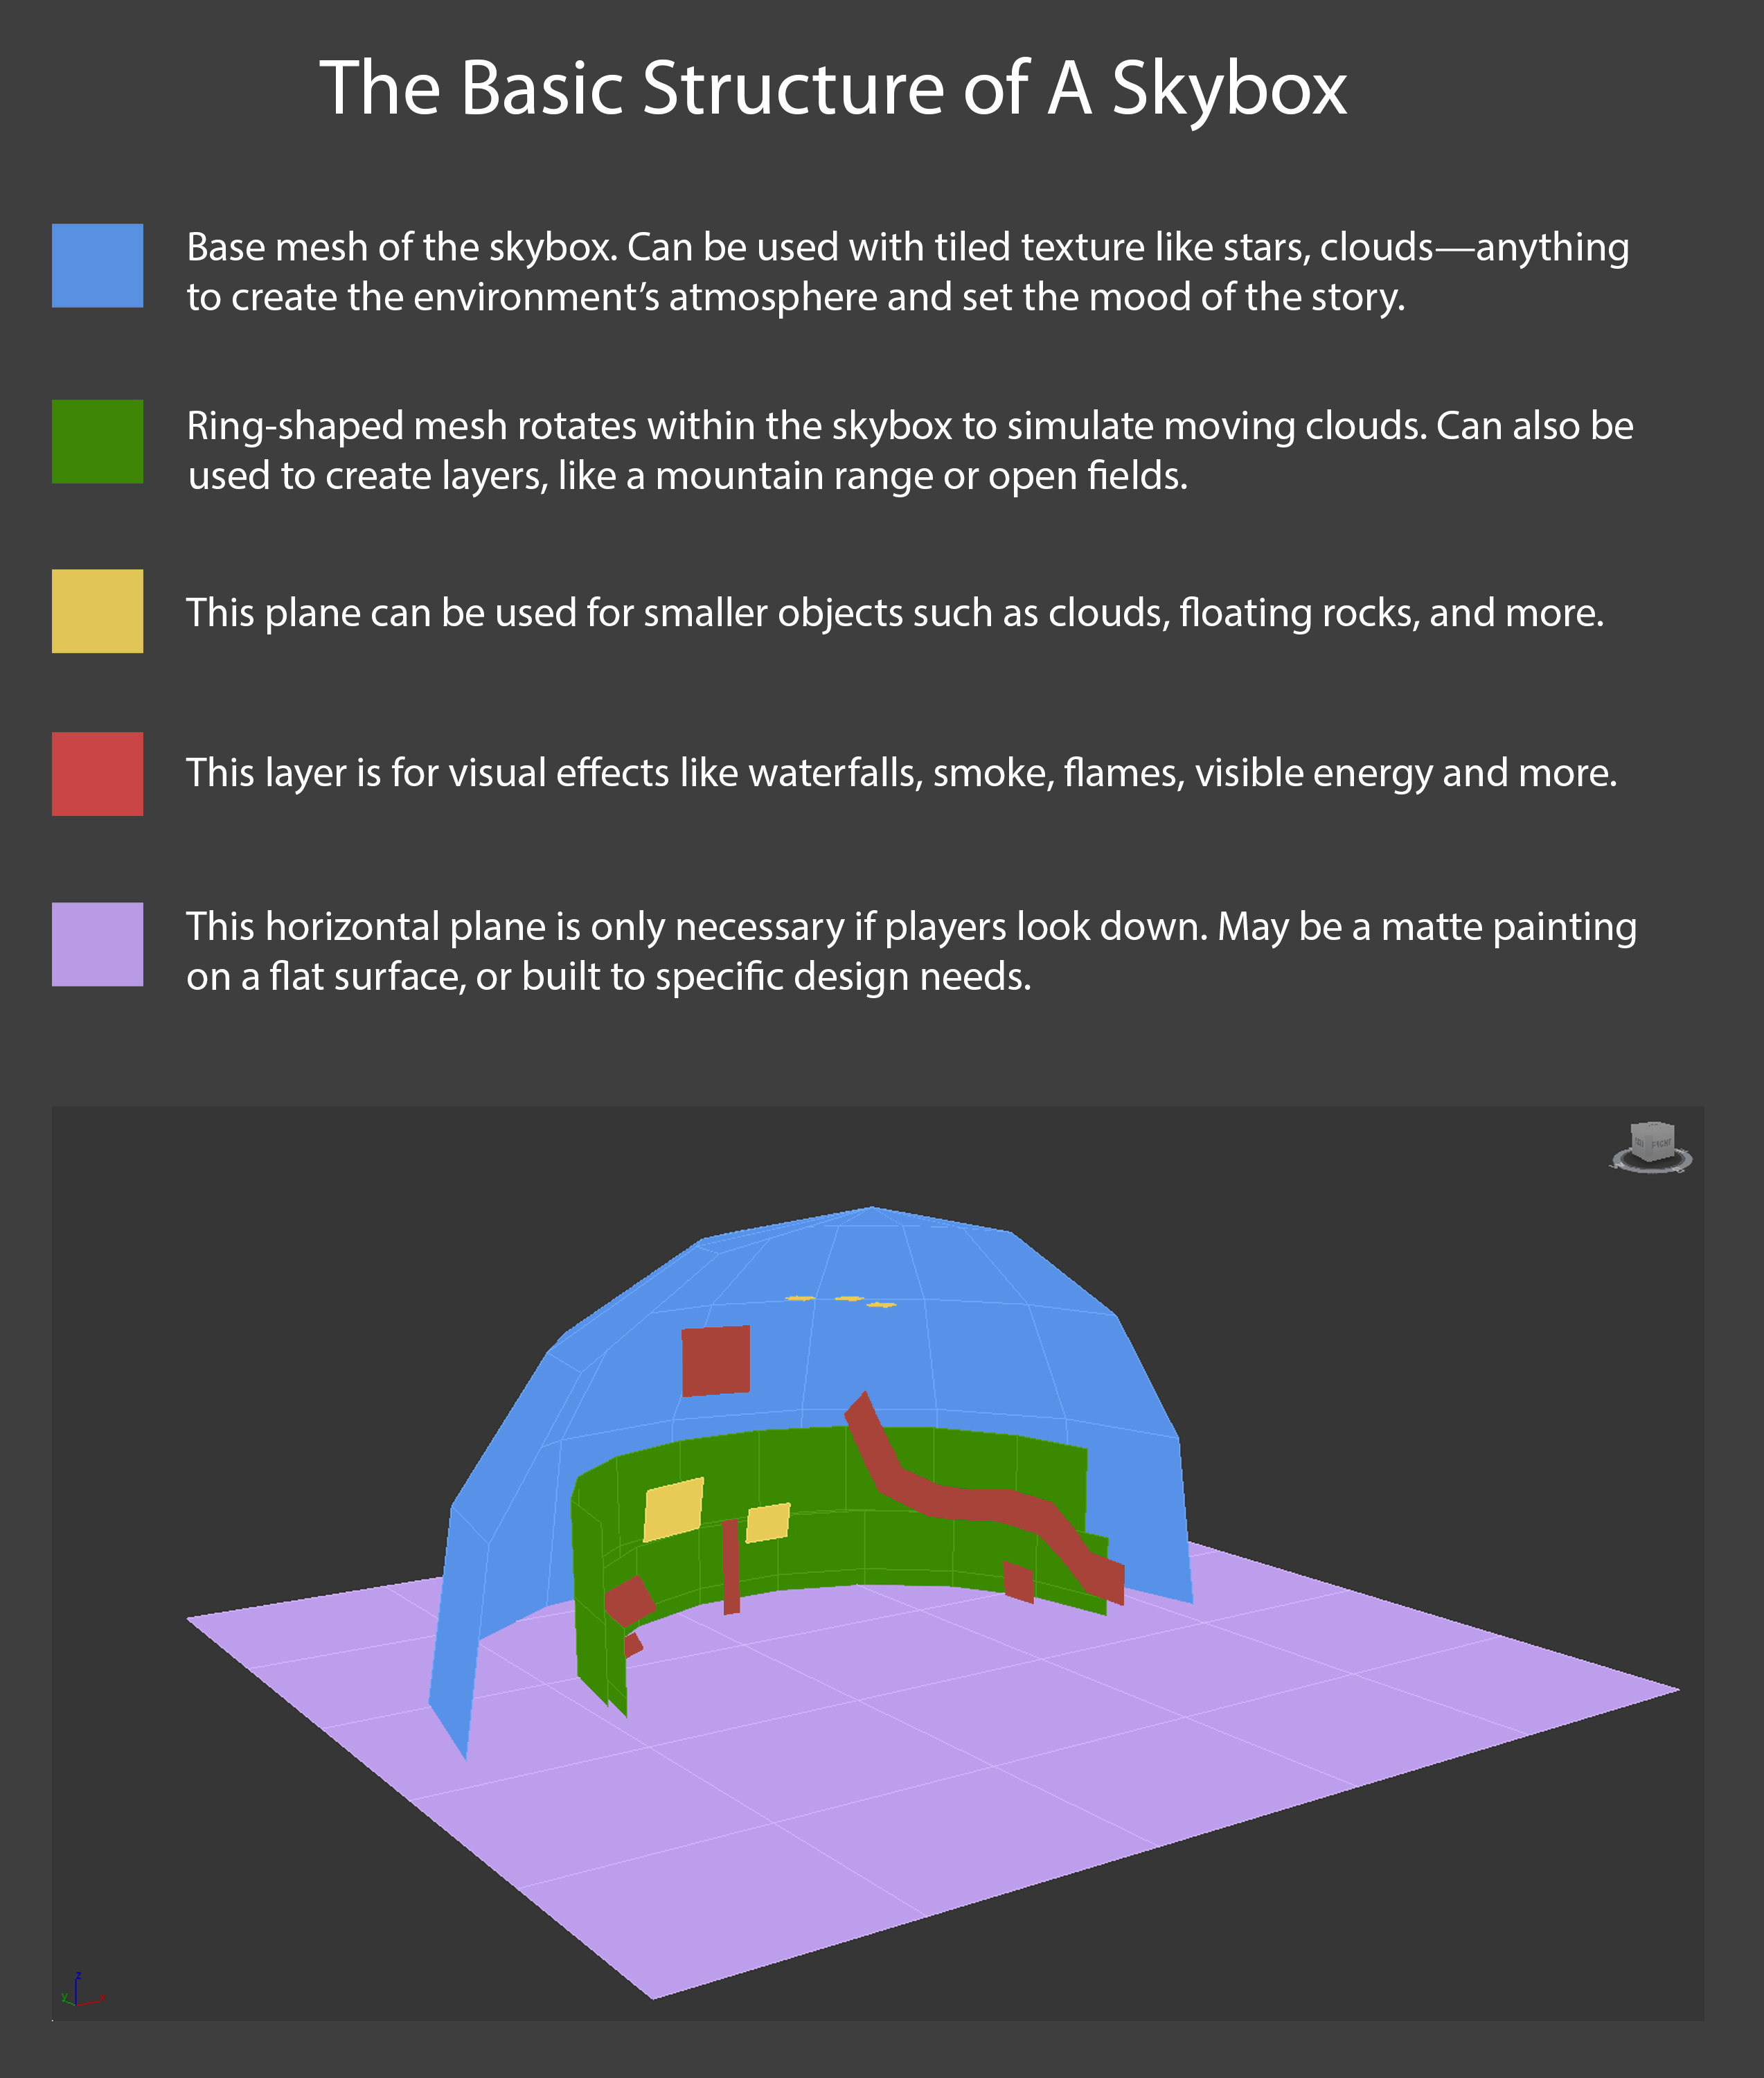 The Basic Structure of A Skybox
Base mesh of the skybox. Can be used with tiled texture like stars, clouds—anything
to create the environment’s atmosphere and set the mood of the story.
Ring-shaped mesh rotates within the skybox to simulate moving clouds. Can also be
used to create layers, like a mountain range or open fields.
This plane can be used for smaller objects such as clouds, floating rocks, and more.
This layer is for visual effects like waterfalls, smoke, flames, visible energy and more.
This horizontal plane is only necessary if players look down. May be a matte painting
on a flat surface, or built to specific design needs.
FRONT
z
y x